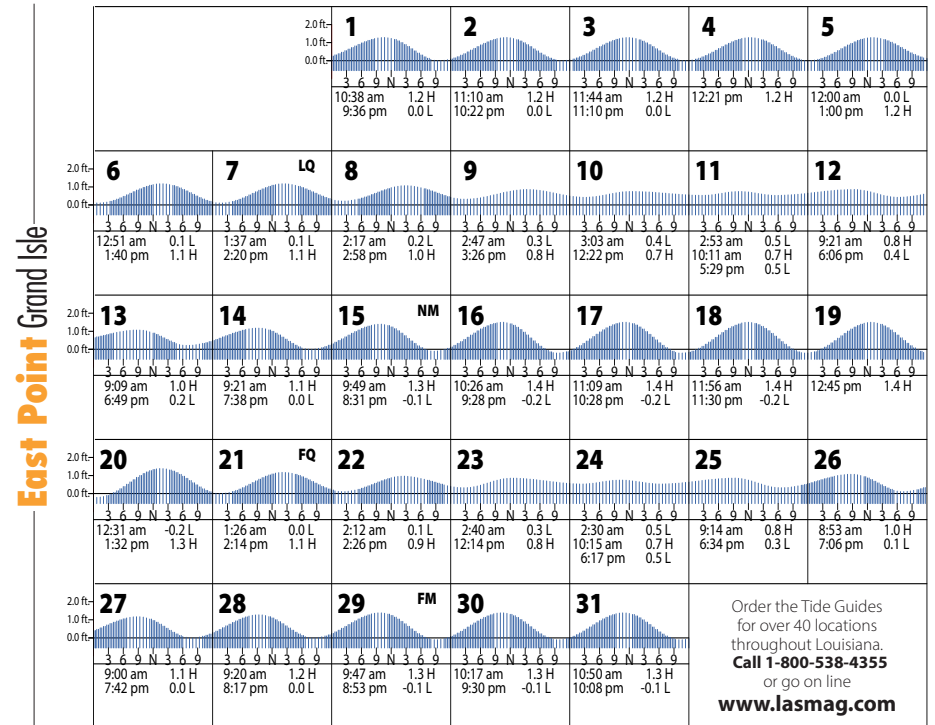 East Point Grand Isle
1 2 3 4 5
2.0 ft-
1.0 ft-
0.0 ft-
3 6 9 N 3 6 9 3 6 9 N 3 6 9 3 6 9 N 3 6 9 3 6 9 N 3 6 9 3 6 9 N 3 6 9
10:38 am 1.2 H 11:10 am 1.2 H 11:44 am 1.2 H 12:21 pm 1.2 H 12:00 am 0.0 L
9:36 pm 0.0 L 10:22 pm 0.0 L 11:10 pm 0.0 L 1:00 pm 1.2 H
6 7 LQ 8 9 10 11 12
2.0 ft-
1.0 ft-
0.0 ft-
3 6 9 N 3 6 9 3 6 9 N 3 6 9 3 6 9 N 3 6 9 3 6 9 N 3 6 9 3 6 9 N 3 6 9 3 6 9 N 3 6 9 3 6 9 N 3 6 9
12:51 am 0.1 L 1:37 am 0.1 L 2:17 am 0.2 L 2:47 am 0.3 L 3:03 am 0.4 L 2:53 am 0.5 L 9:21 am 0.8 H
1:40 pm 1.1 H 2:20 pm 1.1 H 2:58 pm 1.0 H 3:26 pm 0.8 H 12:22 pm 0.7 H 10:11 am 0.7 H 6:06 pm 0.4 L
5:29 pm 0.5 L
13 14 15 NM 16 17 18 19
2.0 ft-
1.0 ft-
0.0 ft-
3 6 9 N 3 6 9 3 6 9 N 3 6 9 3 6 9 N 3 6 9 3 6 9 N 3 6 9 3 6 9 N 3 6 9 3 6 9 N 3 6 9 3 6 9 N 3 6 9
9:09 am 1.0 H 9:21 am 1.1 H 9:49 am 1.3 H 10:26 am 1.4 H 11:09 am 1.4 H 11:56 am 1.4 H 12:45 pm 1.4 H
6:49 pm 0.2 L 7:38 pm 0.0 L 8:31 pm -0.1 L 9:28 pm -0.2 L 10:28 pm -0.2 L 11:30 pm -0.2 L
20 21 FQ 22 23 24 25 26
2.0 ft-
1.0 ft-
0.0 ft-
3 6 9 N 3 6 9 3 6 9 N 3 6 9 3 6 9 N 3 6 9 3 6 9 N 3 6 9 3 6 9 N 3 6 9 3 6 9 N 3 6 9 3 6 9 N 3 6 9
12:31 am -0.2 L 1:26 am 0.0 L 2:12 am 0.1 L 2:40 am 0.3 L 2:30 am 0.5 L 9:14 am 0.8 H 8:53 am 1.0 H
1:32 pm 1.3 H 2:14 pm 1.1 H 2:26 pm 0.9 H 12:14 pm 0.8 H 10:15 am 0.7 H 6:34 pm 0.3 L 7:06 pm 0.1 L
6:17 pm 0.5 L
27 28 29 FM 30 31
2.0 ft-
1.0 ft-
0.0 ft-
3 6 9 N 3 6 9 3 6 9 N 3 6 9 3 6 9 N 3 6 9 3 6 9 N 3 6 9 3 6 9 N 3 6 9
9:00 am 1.1 H 9:20 am 1.2 H 9:47 am 1.3 H 10:17 am 1.3 H 10:50 am 1.3 H
7:42 pm 0.0 L 8:17 pm 0.0 L 8:53 pm -0.1 L 9:30 pm -0.1 L 10:08 pm -0.1 L
Order the Tide Guides
for over 40 locations
throughout Louisiana.
Call 1-800-538-4355
or go on line
www.lasmag.com